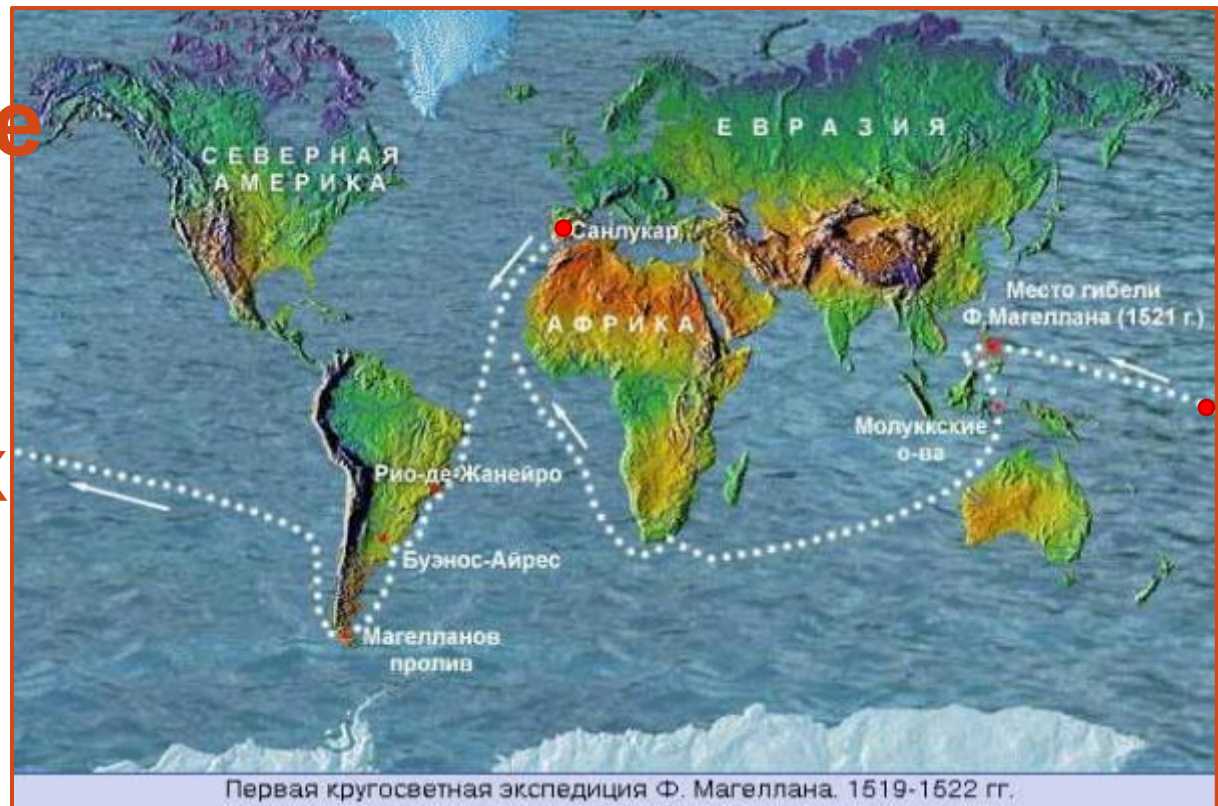 е
СЕВЕРНАЯ
АМЕРИКА
ЕВРАЗИЯ
Санлукар
АФРИКА
Место гибели
Ф.Магеллана (1521 г.)
Молуккские
о-ва
к
Рио-де-Жанейро
Буэнос-Айрес
Магелланов
пролив
Первая кругосветная экспедиция Ф. Магеллана. 1519-1522 гг.